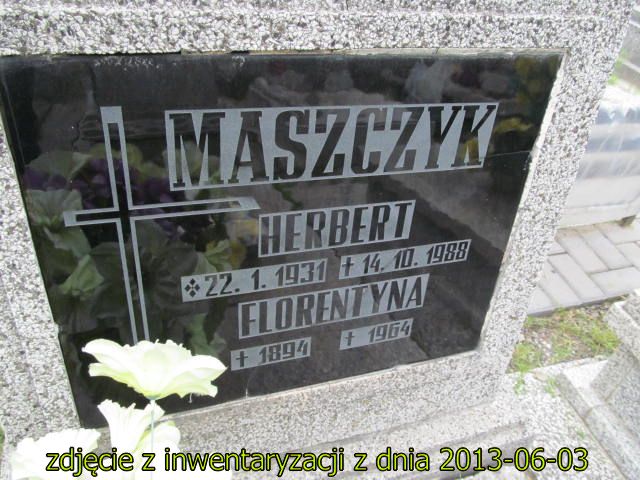 MASZCZYK
HERBERT
✤ 22. 1. 1931 ✝ 14. 10. 1988
FLORENTYNA
✝ 1894 ✝ 1964
zdjęcie z inwentaryzacji z dnia 2013-06-03